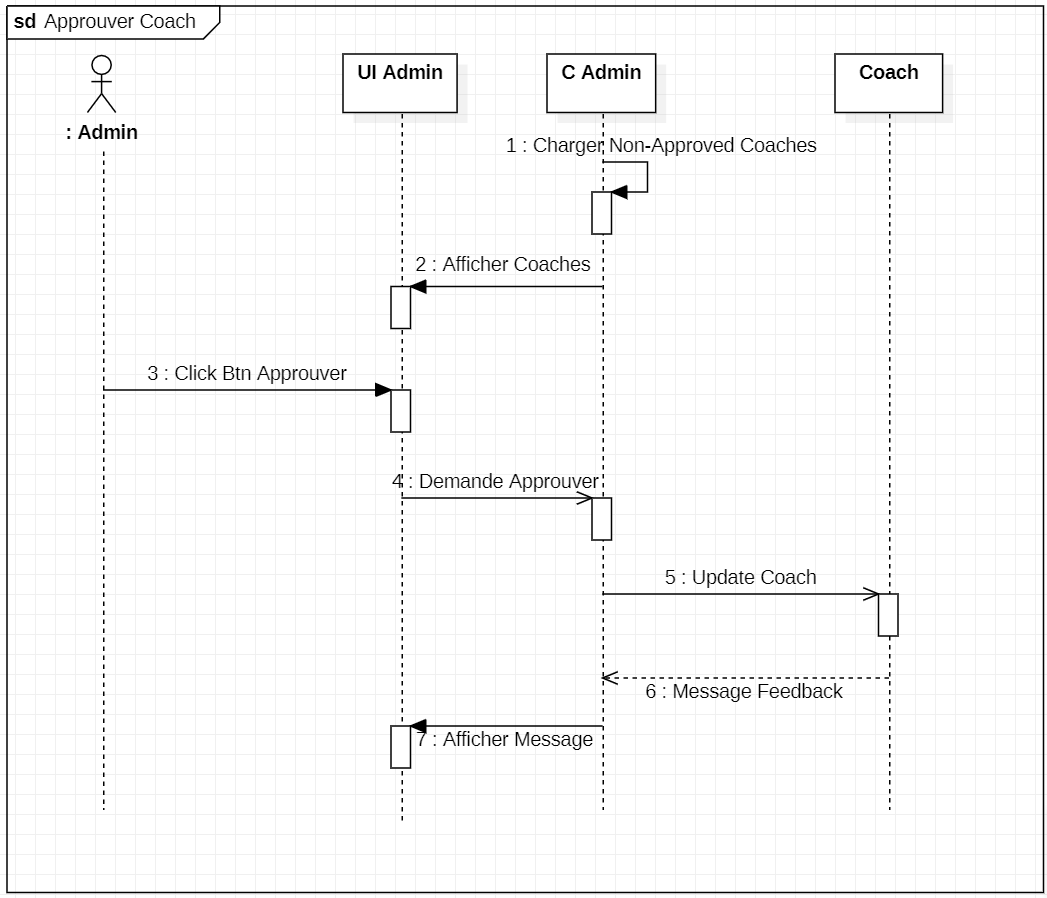 sd Approuver Coach
: Admin
UI Admin
C Admin
Coach
1 : Charger Non-Approved Coaches
2 : Afficher Coaches
3 : Click Btn Approuver
4 : Demande Approuver
5 : Update Coach
6 : Message Feedback
7 : Afficher Message